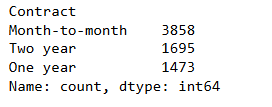 Contract
Month-to-month    3858
Two year          1695
One year          1473
Name: count, dtype: int64